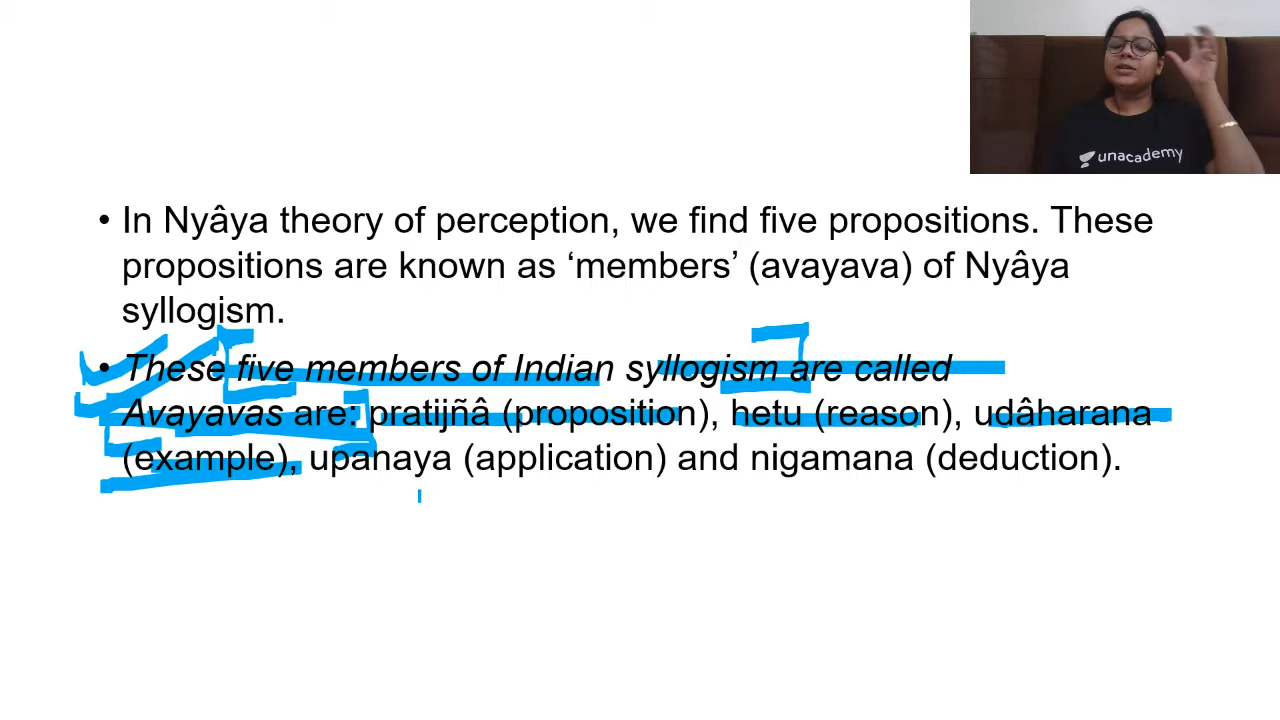 unacademy
• In Nyâya theory of perception, we find five propositions. These
propositions are known as ‘members’ (avayava) of Nyâya
syllogism.
• These five members of Indian syllogism are called
Avayavas are: pratijñâ (proposition), hetu (reason), udâharana
(example), upanaya (application) and nigamana (deduction).